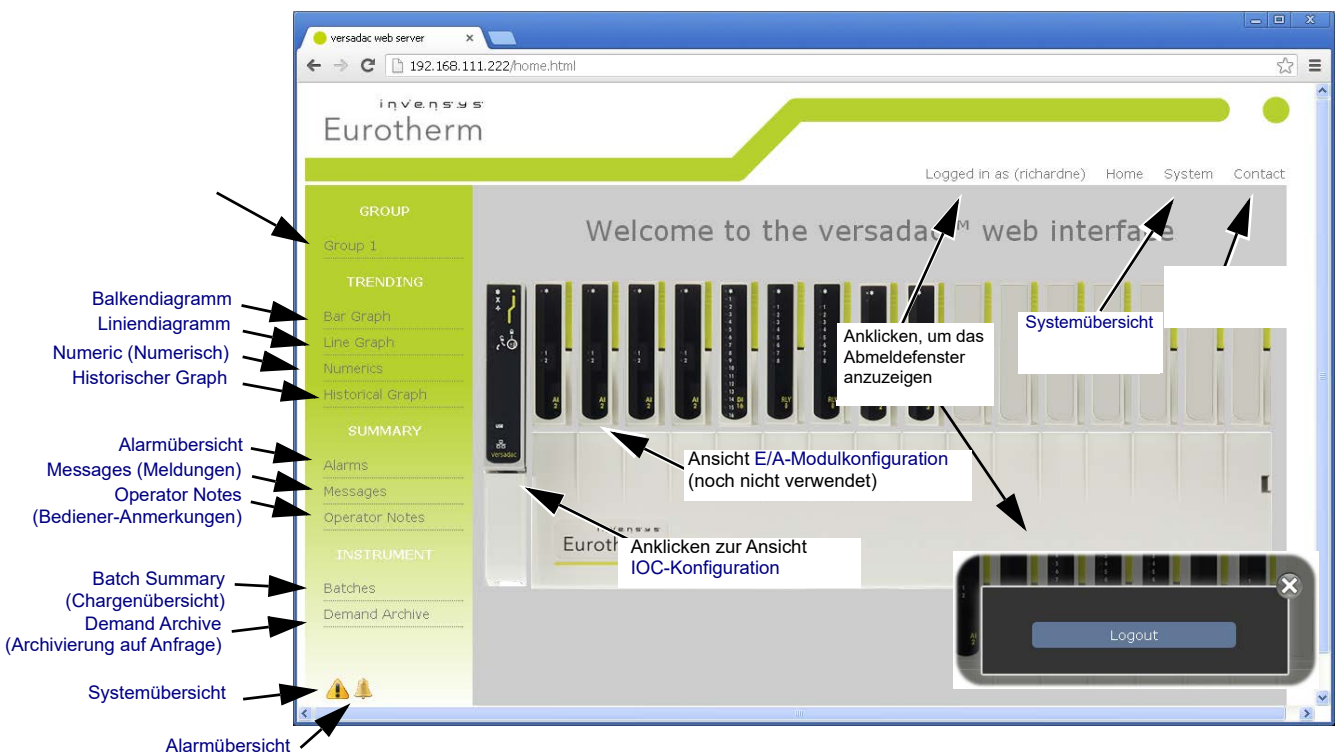 versadac web server
192.168.111.222/home.html
invensys
Eurotherm
Logged in as (richardne) Home System Contact
GROUP
Group 1
TRENDING
Bar Graph
Line Graph
Numerics
Historical Graph
SUMMARY
Alarms
Messages
Operator Notes
INSTRUMENT
Batches
Demand Archive
Balkendiagramm
Liniendiagramm
Numeric (Numerisch)
Historischer Graph
Alarmübersicht
Messages (Meldungen)
Operator Notes
(Bediener-Anmerkungen)
Batch Summary
(Chargenübersicht)
Demand Archive
(Archivierung auf Anfrage)
Systemübersicht
Alarmübersicht
Welcome to the versadac™ web interface
Anklicken, um das
Abmeldefenster
anzuzeigen
Systemübersicht
Ansicht E/A-Modulkonfiguration
(noch nicht verwendet)
versadac
Anklicken zur Ansicht
IOC-Konfiguration
Logout